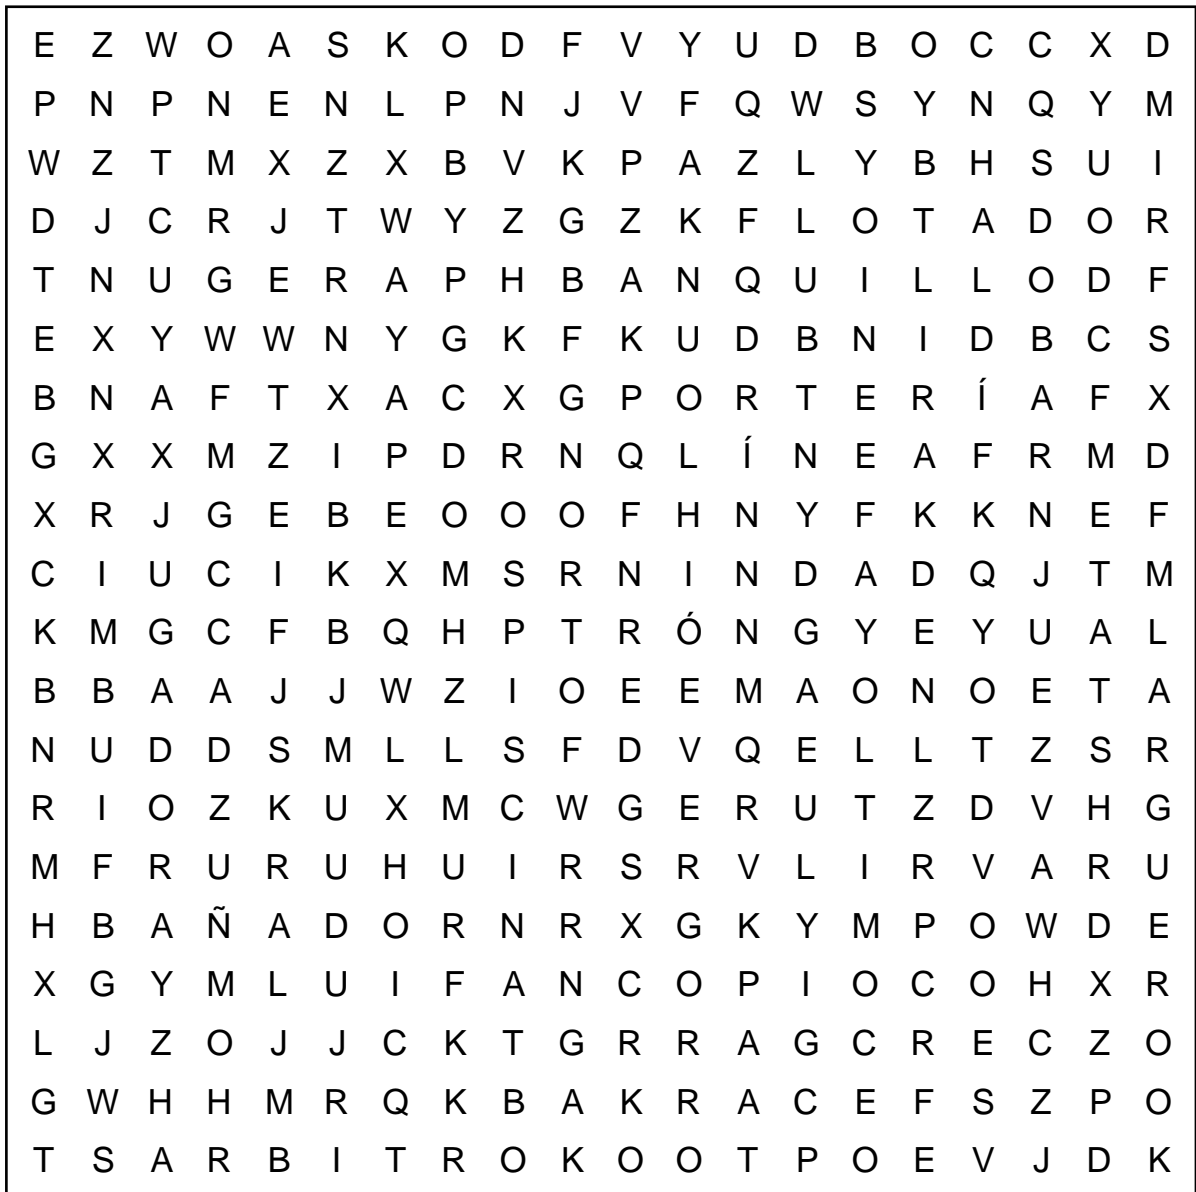 E Z W O A S K O D F V Y U D B O C C X D
P N P N E N L P N J V F Q W S Y N Q Y M
W Z T M X Z X B V K P A Z L Y B H S U I
D J C R J T W Y Z G Z K F L O T A D O R
T N U G E R A P H B A N Q U I L L O D F
E X Y W W N Y G K F K U D B N I D B C S
B N A F T X A C X G P O R T E R Í A F X
G X X M Z I P D R N Q L Í N E A F R M D
X R J G E B E O O O F H N Y F K K N E F
C I U C I K X M S R N I N D A D Q J T M
K M G C F B Q H P T R Ó N G Y E Y U A L
B B A A J J W Z I O E E M A O N O E T A
N U D D S M L L S F D V Q E L L T Z S R
R I O Z K U X M C W G E R U T Z D V H G
M F R U R U H U I R S R V L I R V A R U
H B A Ñ A D O R N R X G K Y M P O W D E
X G Y M L U I F A N C O P I O C O H X R
L J Z O J J C K T G R R A G C R E C Z O
G W H H M R Q K B A K R A C E F S Z P O
T S A R B I T R O K O O T P O E V J D K